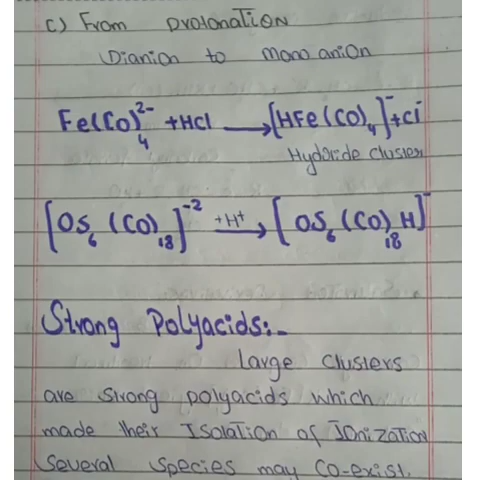 C) From Protonation
Dianion to mono anion
Fe(CO)₄²⁻ + HCl ⟶ [HFe(CO)₄]⁻ + Cl⁻
Hydride cluster
[OS₆(CO)₁₈]⁻² +H⁺⟶ [OS₆(CO)₁₈H]⁻
Strong Polyacids:-
Large clusters
are strong polyacids which
made their Isolation of Ionization
Several species may co-exist.